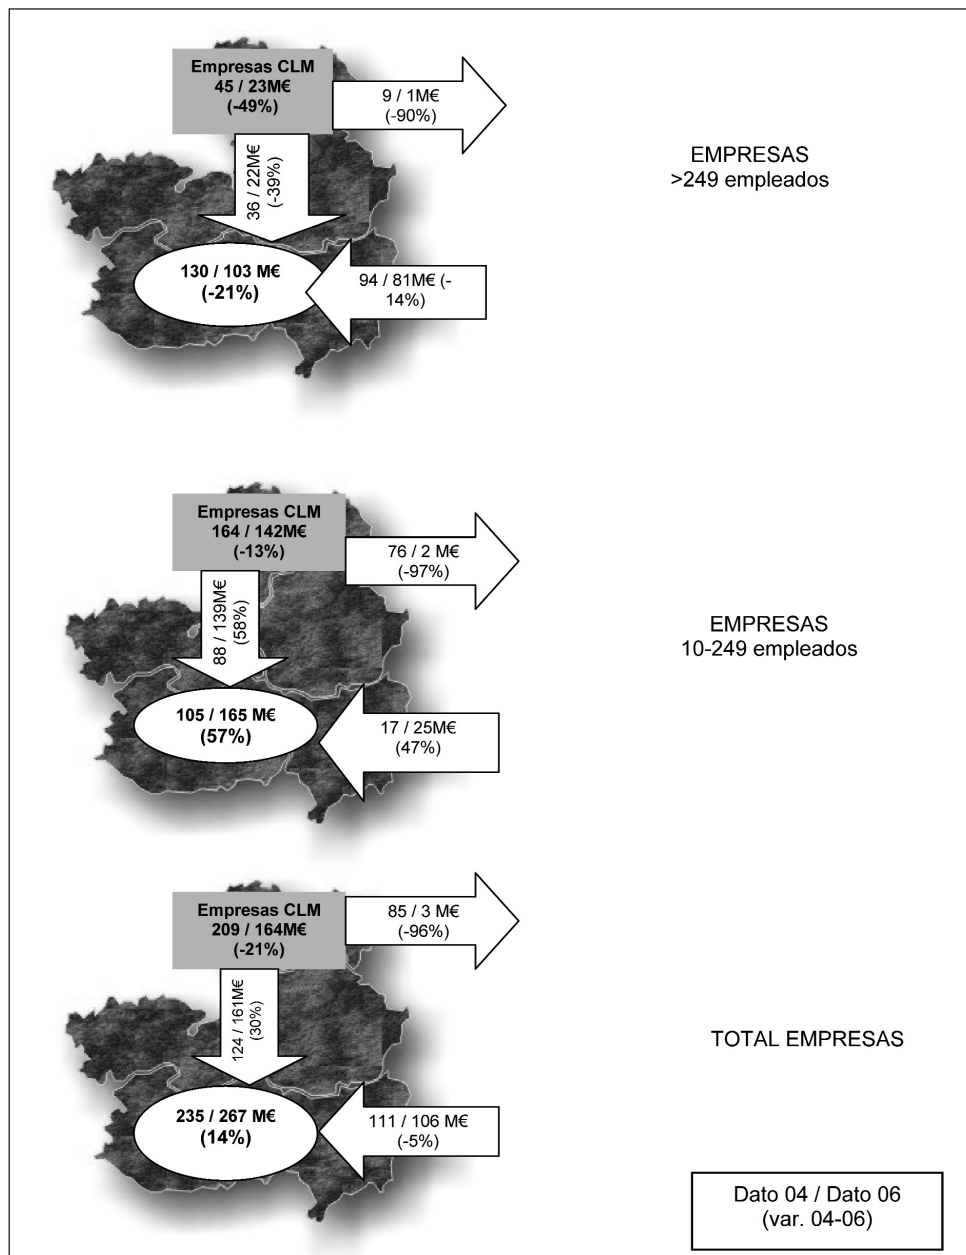 Empresas CLM
45 / 23M€
(-49%)
9 / 1M€
(-90%)
36 / 22M€
(-39%)
130 / 103 M€
(-21%)
94 / 81M€ (-
14%)
EMPRESAS
>249 empleados
Empresas CLM
164 / 142M€
(-13%)
76 / 2 M€
(-97%)
88 / 139M€
(58%)
105 / 165 M€
(57%)
17 / 25M€
(47%)
EMPRESAS
10-249 empleados
Empresas CLM
209 / 164M€
(-21%)
85 / 3 M€
(-96%)
124 / 161M€
(30%)
235 / 267 M€
(14%)
111 / 106 M€
(-5%)
TOTAL EMPRESAS
Dato 04 / Dato 06
(var. 04-06)